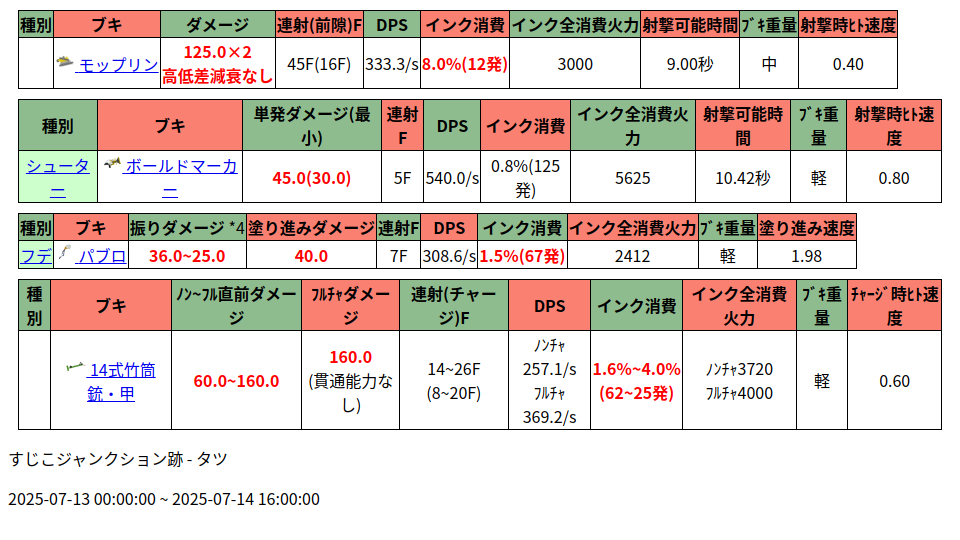 種別 ブキ ダメージ 連射(前隙)F DPS インク消費 インク全消費火力 射撃可能時間 ﾌﾞｷ重量 射撃時ﾋﾄ速度
125.0×2
モップリン 45F(16F) 333.3/s 8.0%(12発) 3000 9.00秒 中 0.40
高低差減衰なし
種別 ブキ 単発ダメージ(最小) 連射F DPS インク消費 インク全消費火力 射撃可能時間 ﾌﾞｷ重量 射撃時ﾋﾄ速度
シューター ボールドマーカー 45.0(30.0) 5F 540.0/s 0.8%(125発) 5625 10.42秒 軽 0.80
種別 ブキ 振りダメージ *4 塗り進みダメージ 連射F DPS インク消費 インク全消費火力 ﾌﾞｷ重量 塗り進み速度
フデ パブロ 36.0~25.0 40.0 7F 308.6/s 1.5%(67発) 2412 軽 1.98
種別 ブキ ﾉﾝ~ﾌﾙ直前ダメージ ﾌﾙﾁｬダメージ 連射(チャージ)F DPS インク消費 インク全消費火力 ﾌﾞｷ重量 ﾁｬｰｼﾞ時ﾋﾄ速度
14式竹筒銃・甲 60.0~160.0 160.0(貫通能力なし) 14~26F(8~20F) ﾉﾝﾁｬ257.1/s ﾌﾙﾁｬ369.2/s 1.6%~4.0%(62~25発) ﾉﾝﾁｬ3720 ﾌﾙﾁｬ4000 軽 0.60
すじこジャンクション跡 - タツ
2025-07-13 00:00:00 ~ 2025-07-14 16:00:00